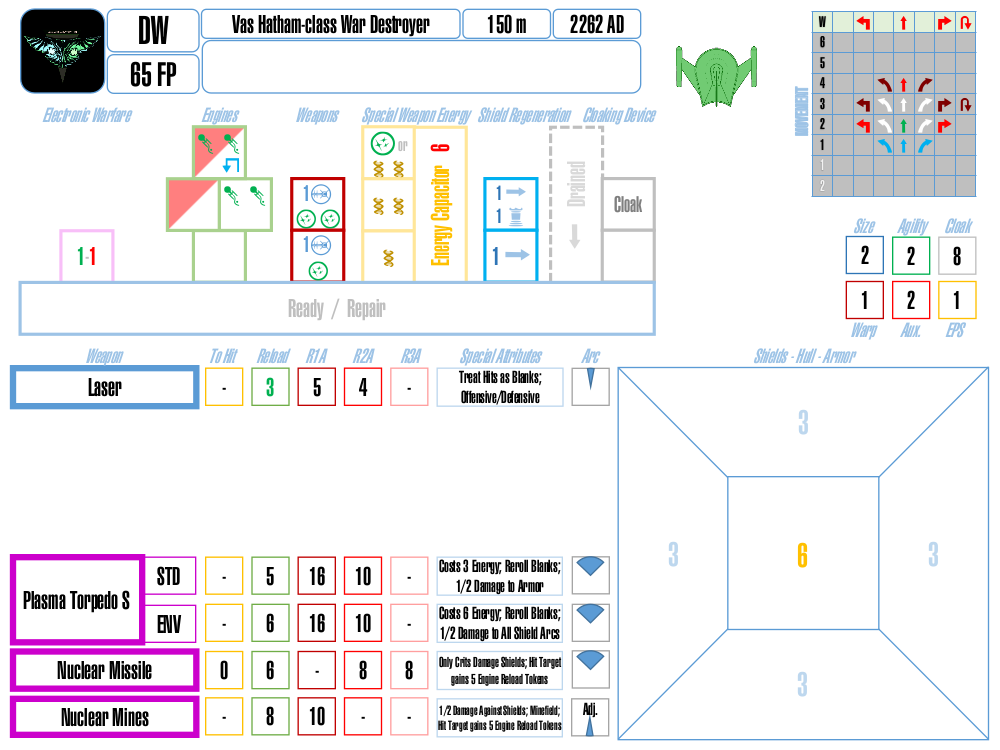 DW
Vas Hatham-class War Destroyer
150 m
2262 AD
65 FP
Electronic Warfare
Engines
Weapons
Special Weapon Energy
Shield Regeneration
Cloaking Device
1-1
1
1
or
Energy Capacitor
6
1
1
1
Drained
Cloak
Ready / Repair
W
6
5
4
3
2
1
1
2
MOVEMENT
Size
Agility
Cloak
2
2
8
1
2
1
Warp
Aux.
EPS
Weapon
To Hit
Reload
R1A
R2A
R3A
Special Attributes
Arc
Laser
-
3
5
4
-
Treat Hits as Blanks;
Offensive/Defensive
Plasma Torpedo S
STD
-
5
16
10
-
Costs 3 Energy; Reroll Blanks;
1/2 Damage to Armor
ENV
-
6
16
10
-
Costs 6 Energy; Reroll Blanks;
1/2 Damage to All Shield Arcs
Nuclear Missile
0
6
-
8
8
Only Crits Damage Shields; Hit Target
gains 5 Engine Reload Tokens
Nuclear Mines
-
8
10
-
-
1/2 Damage Against Shields; Minefield;
Hit Target gains 5 Engine Reload Tokens
Adj.
Shields - Hull - Armor
3
3
6
3
3